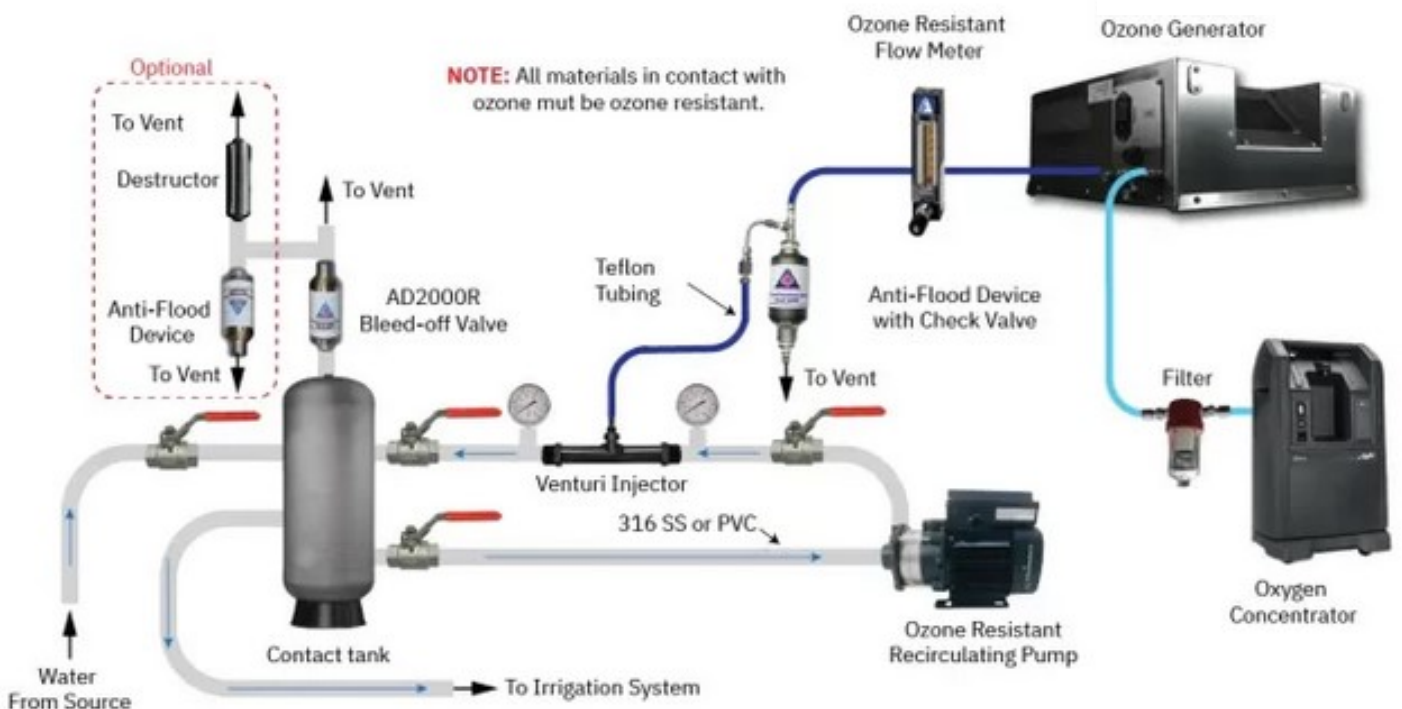 Ozone Resistant
Flow Meter
Ozone Generator
Optional
NOTE: All materials in contact with
ozone mut be ozone resistant.
To Vent
Destructor
To Vent
Anti-Flood
Device
AD2000R
Bleed-off Valve
Teflon
Tubing
Anti-Flood Device
with Check Valve
To Vent
To Vent
Filter
Venturi Injector
316 SS or PVC
Oxygen
Concentrator
Contact tank
Ozone Resistant
Recirculating Pump
Water
From Source
To Irrigation System